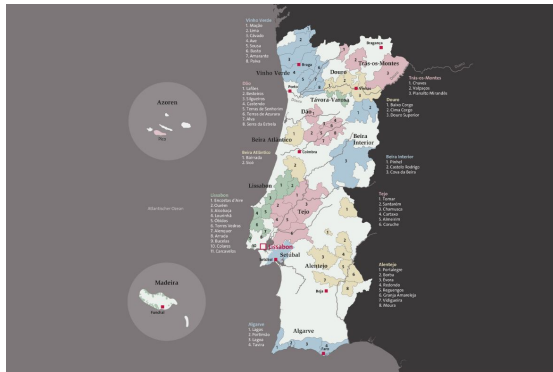 Vinho Verde
1. Monção
2. Lima
3. Cávado
4. Ave
5. Sousa
6. Basto
7. Amarante
8. Paiva
Bragança
Braga
Trás-os-Montes
Vinho Verde
Douro
Porto
Azoren
Pico
Dão
1. Lafões
2. Besteiros
3. Silgueiros
4. Castendo
5. Terras de Senhorim
6. Terras de Azurara
7. Alva
8. Serra da Estrela
Távora-Varosa
Dão
Trás-os-Montes
1. Chaves
2. Valpaços
3. Planalto Mirandês
Douro
1. Baixo Corgo
2. Cima Corgo
3. Douro Superior
Beira Atlântico
Coimbra
Beira
Interior
Beira Atlântico
1. Bairrada
2. Sico
Beira Interior
1. Pinhel
2. Castelo Rodrigo
3. Cova da Beira
Lissabon
Lissabon
1. Encostas d'Aire
2. Ourém
3. Alcobaça
4. Lourinhã
5. Óbidos
6. Torres Vedras
7. Alenquer
8. Arruda
9. Bucelas
10. Colares
11. Carcavelos
Atlantischer Ozean
Tejo
Tejo
1. Tomar
2. Santarém
3. Chamusca
4. Cartaxo
5. Almeirim
6. Coruche
Lissabon
Setúbal
Setúbal
Alentejo
Beja
Alentejo
1. Portalegre
2. Borba
3. Évora
4. Redondo
5. Reguengos
6. Granja Amareleja
7. Vidigueira
8. Moura
Madeira
Funchal
Algarve
1. Lagos
2. Portimão
3. Lagoa
4. Tavira
Algarve
Faro